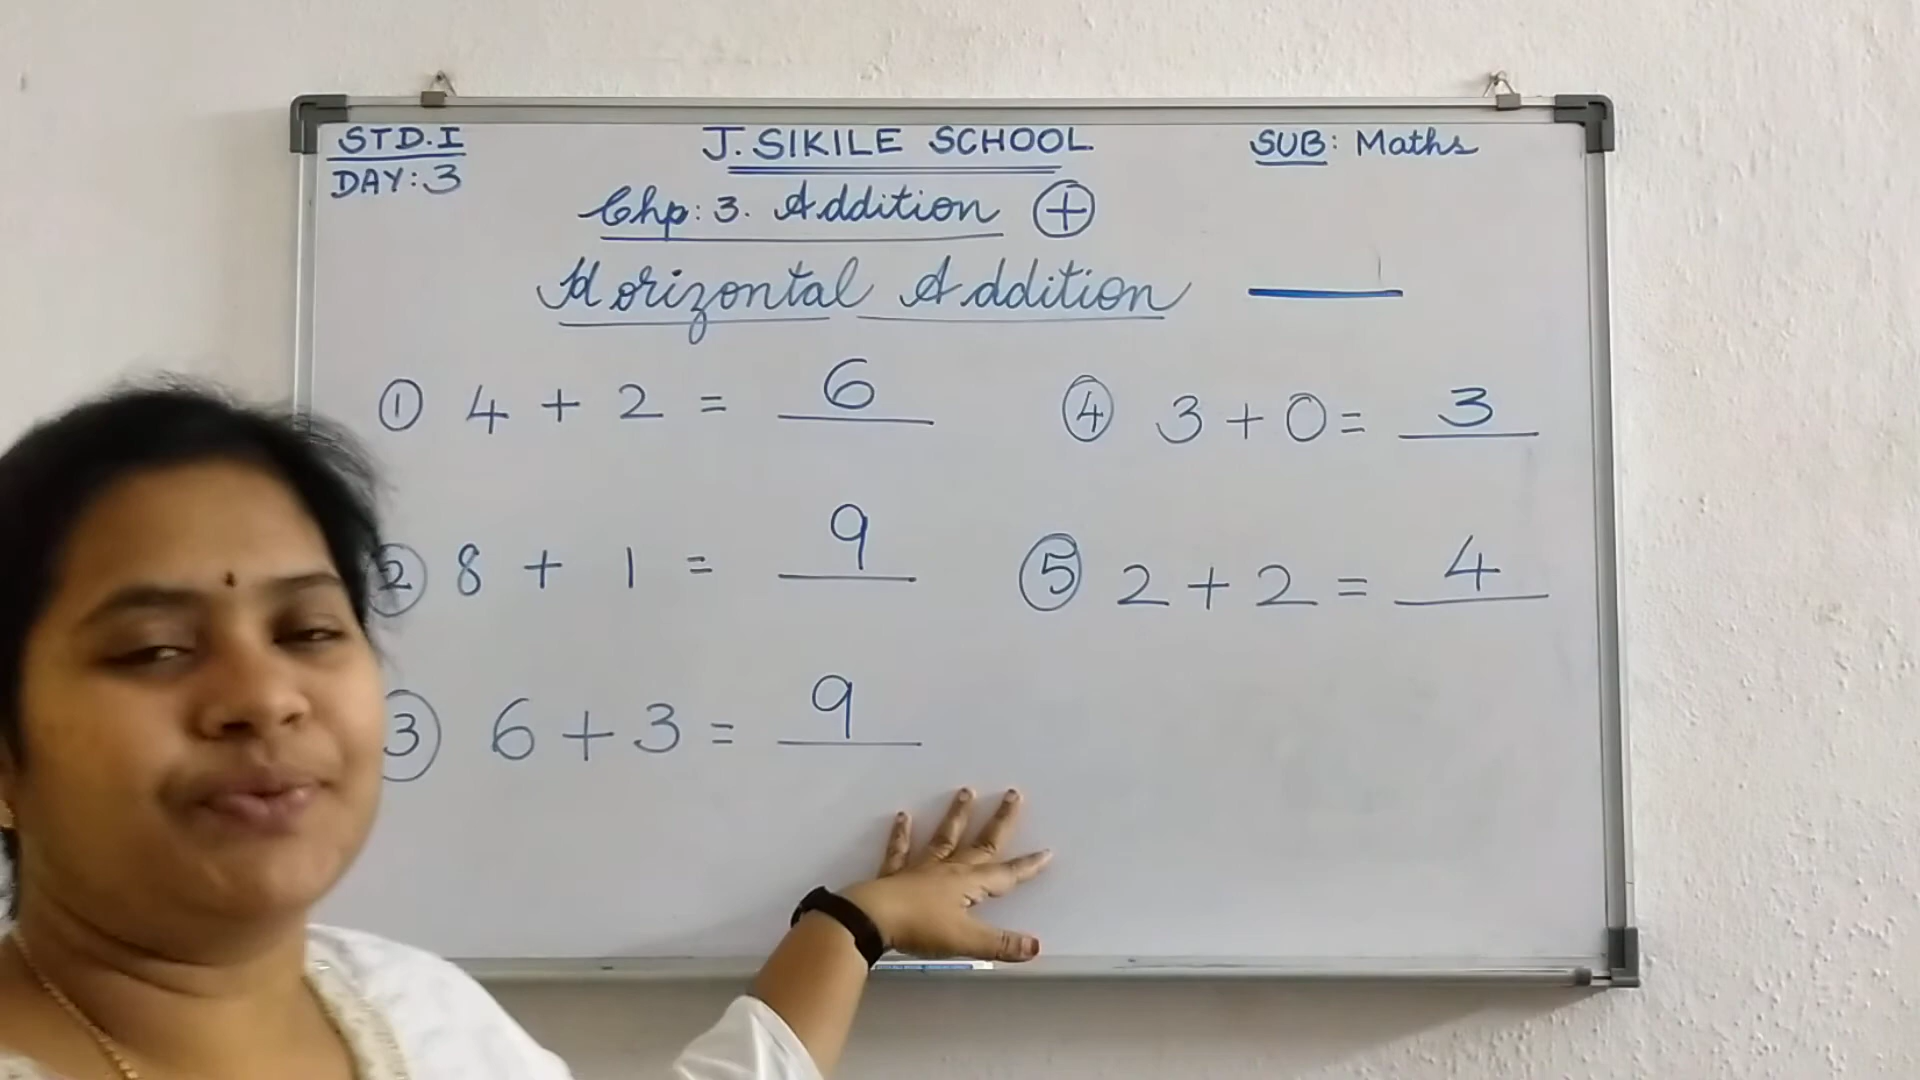 STD.I
DAY:3
J. SIKILE SCHOOL
SUB: Maths
Chp: 3. Addition +
Horizontal Addition
① 4 + 2 = 6
② 8 + 1 = 9
③ 6 + 3 = 9
④ 3 + 0 = 3
⑤ 2 + 2 = 4